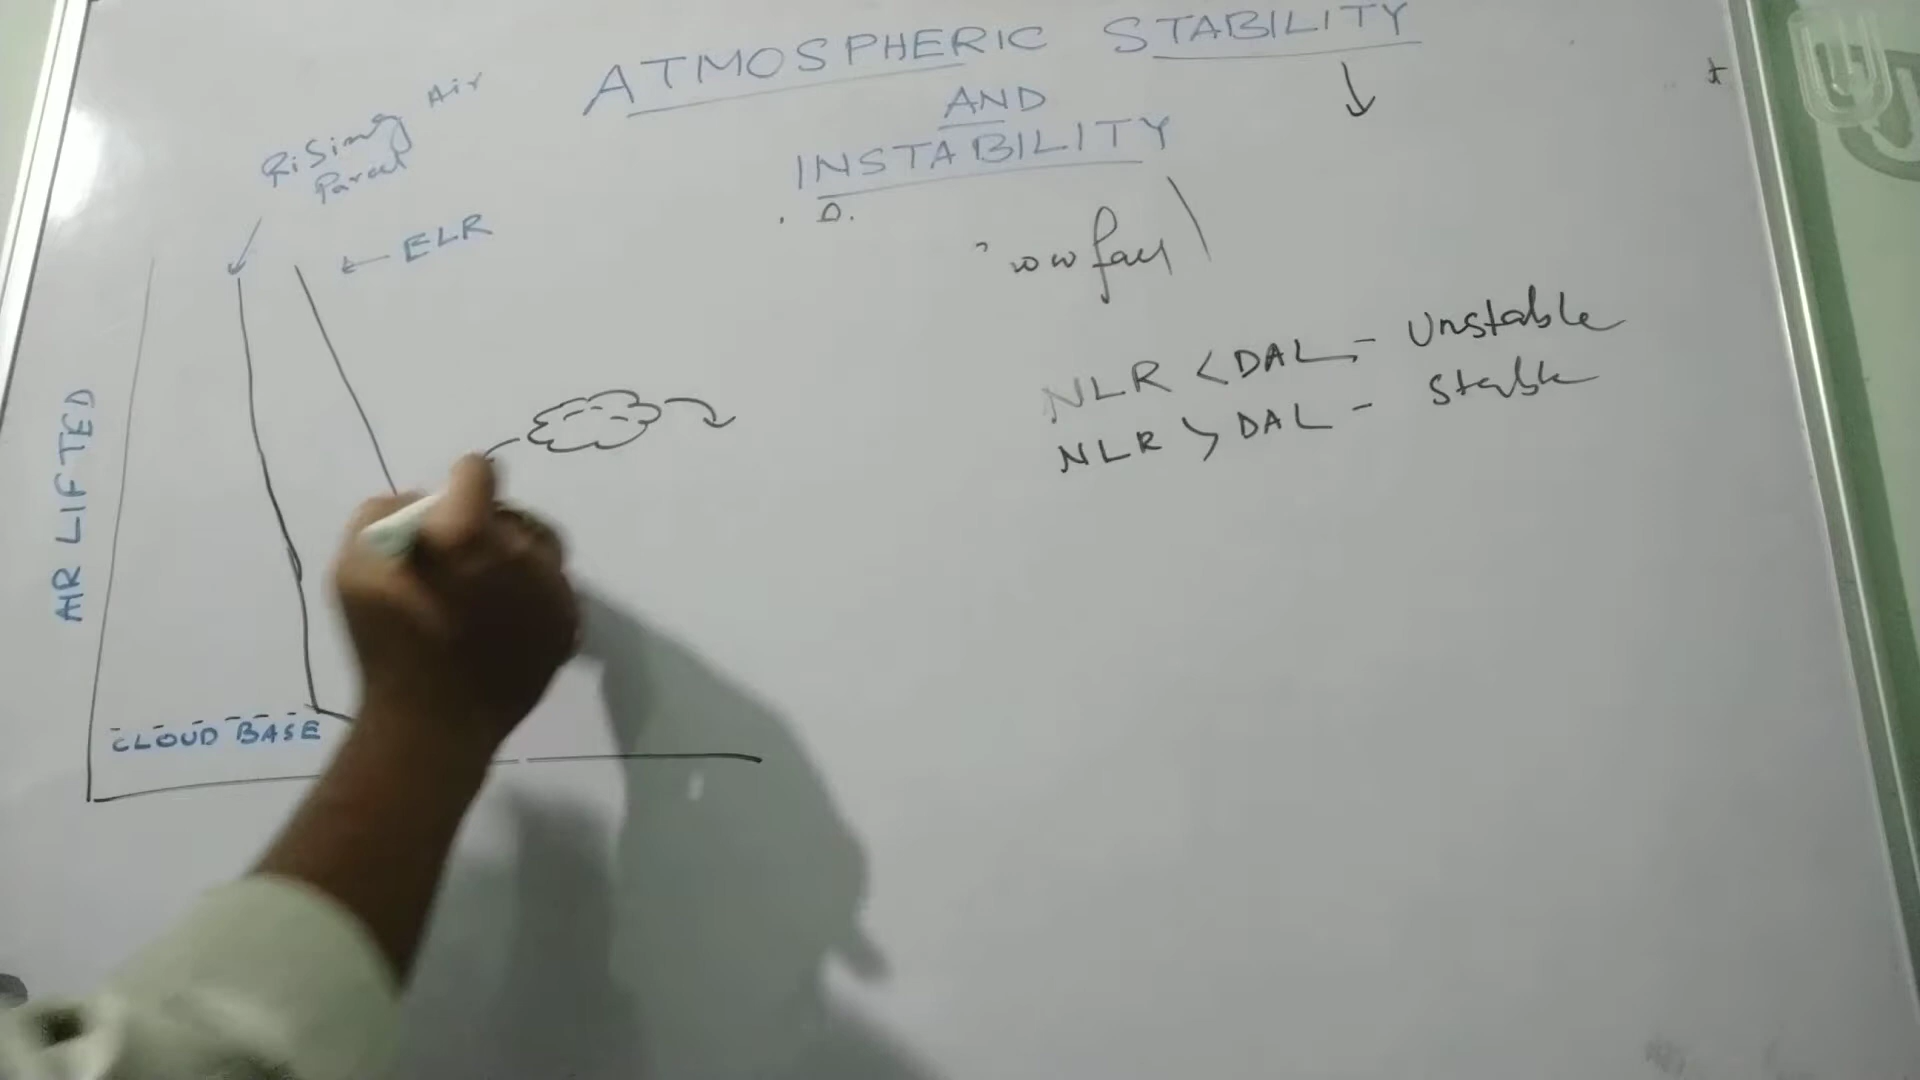 ATMOSPHERIC STABILITY
AND
INSTABILITY
Rising Air
Parcel
ELR
AIR LIFTED
CLOUD BASE
NLR < DAL - Unstable
NLR > DAL - Stable